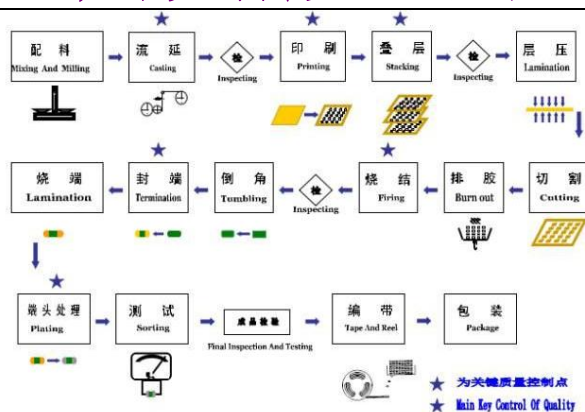 配 料
Mixing And Milling
流 延
Casting
检
Inspecting
印 刷
Printing
叠 层
Stacking
检
Inspecting
层 压
Lamination
烧 端
Lamination
封 端
Termination
倒 角
Tumbling
检
Inspecting
烧 结
Firing
排 胶
Burn out
切 割
Cutting
端头处理
Plating
测 试
Sorting
成品检验
Final Inspection And Testing
编 带
Tape And Reel
包 装
Package
为关键质量控制点
Main Key Control Of Quality